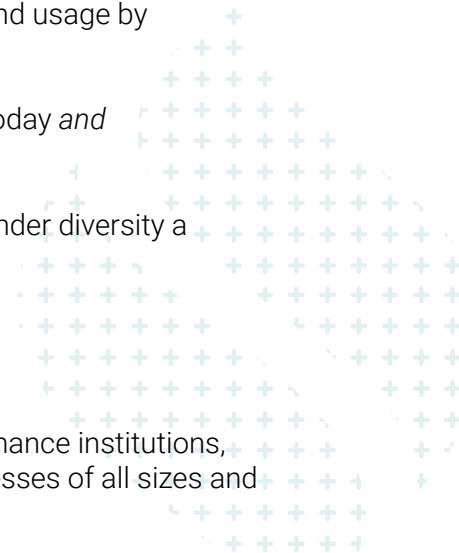 nd usage by
oday and
nder diversity a
nance institutions,
sses of all sizes and